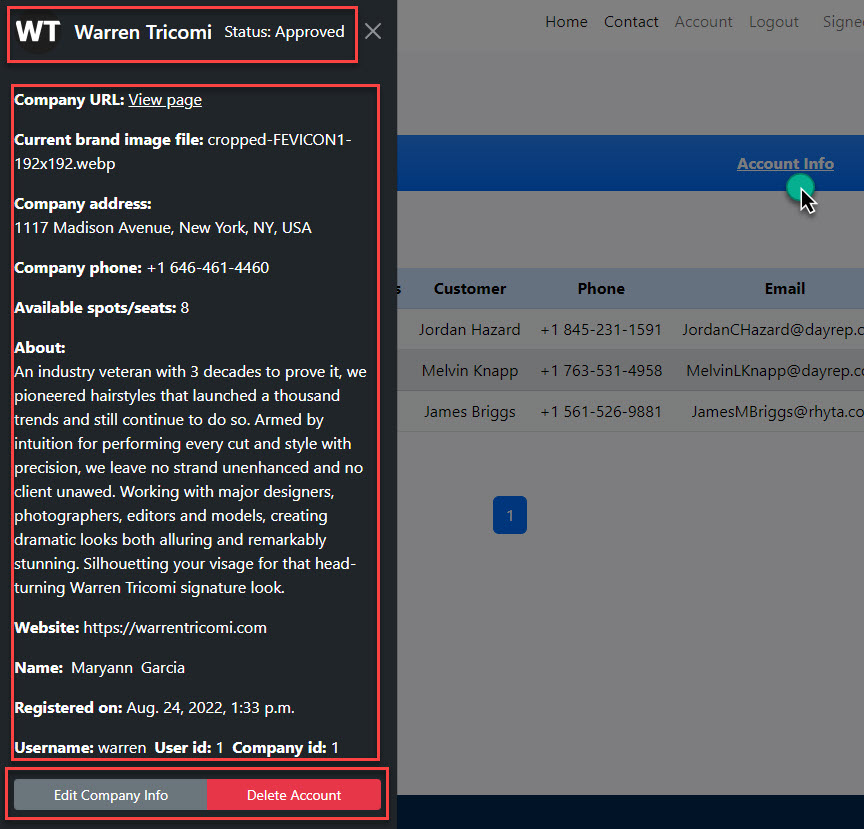 WT Warren Tricomi Status: Approved
Home Contact Account Logout
Company URL: View page
Current brand image file: cropped-FEVICON1-
192x192.webp
Company address:
1117 Madison Avenue, New York, NY, USA
Company phone: +1 646-461-4460
Available spots/seats: 8
About:
An industry veteran with 3 decades to prove it, we
pioneered hairstyles that launched a thousand
trends and still continue to do so. Armed by
intuition for performing every cut and style with
precision, we leave no strand unenhanced and no
client unawed. Working with major designers,
photographers, editors and models, creating
dramatic looks both alluring and remarkably
stunning. Silhouetting your visage for that head-
turning Warren Tricomi signature look.
Website: https://warrentricomi.com
Name: Maryann Garcia
Registered on: Aug. 24, 2022, 1:33 p.m.
Username: warren User id: 1 Company id: 1
Edit Company Info Delete Account
Account Info
Customer Phone Email
Jordan Hazard +1 845-231-1591 JordanCHazard@dayrep.c
Melvin Knapp +1 763-531-4958 MelvinLKnapp@dayrep.co
James Briggs +1 561-526-9881 JamesMBriggs@rhyta.co
1